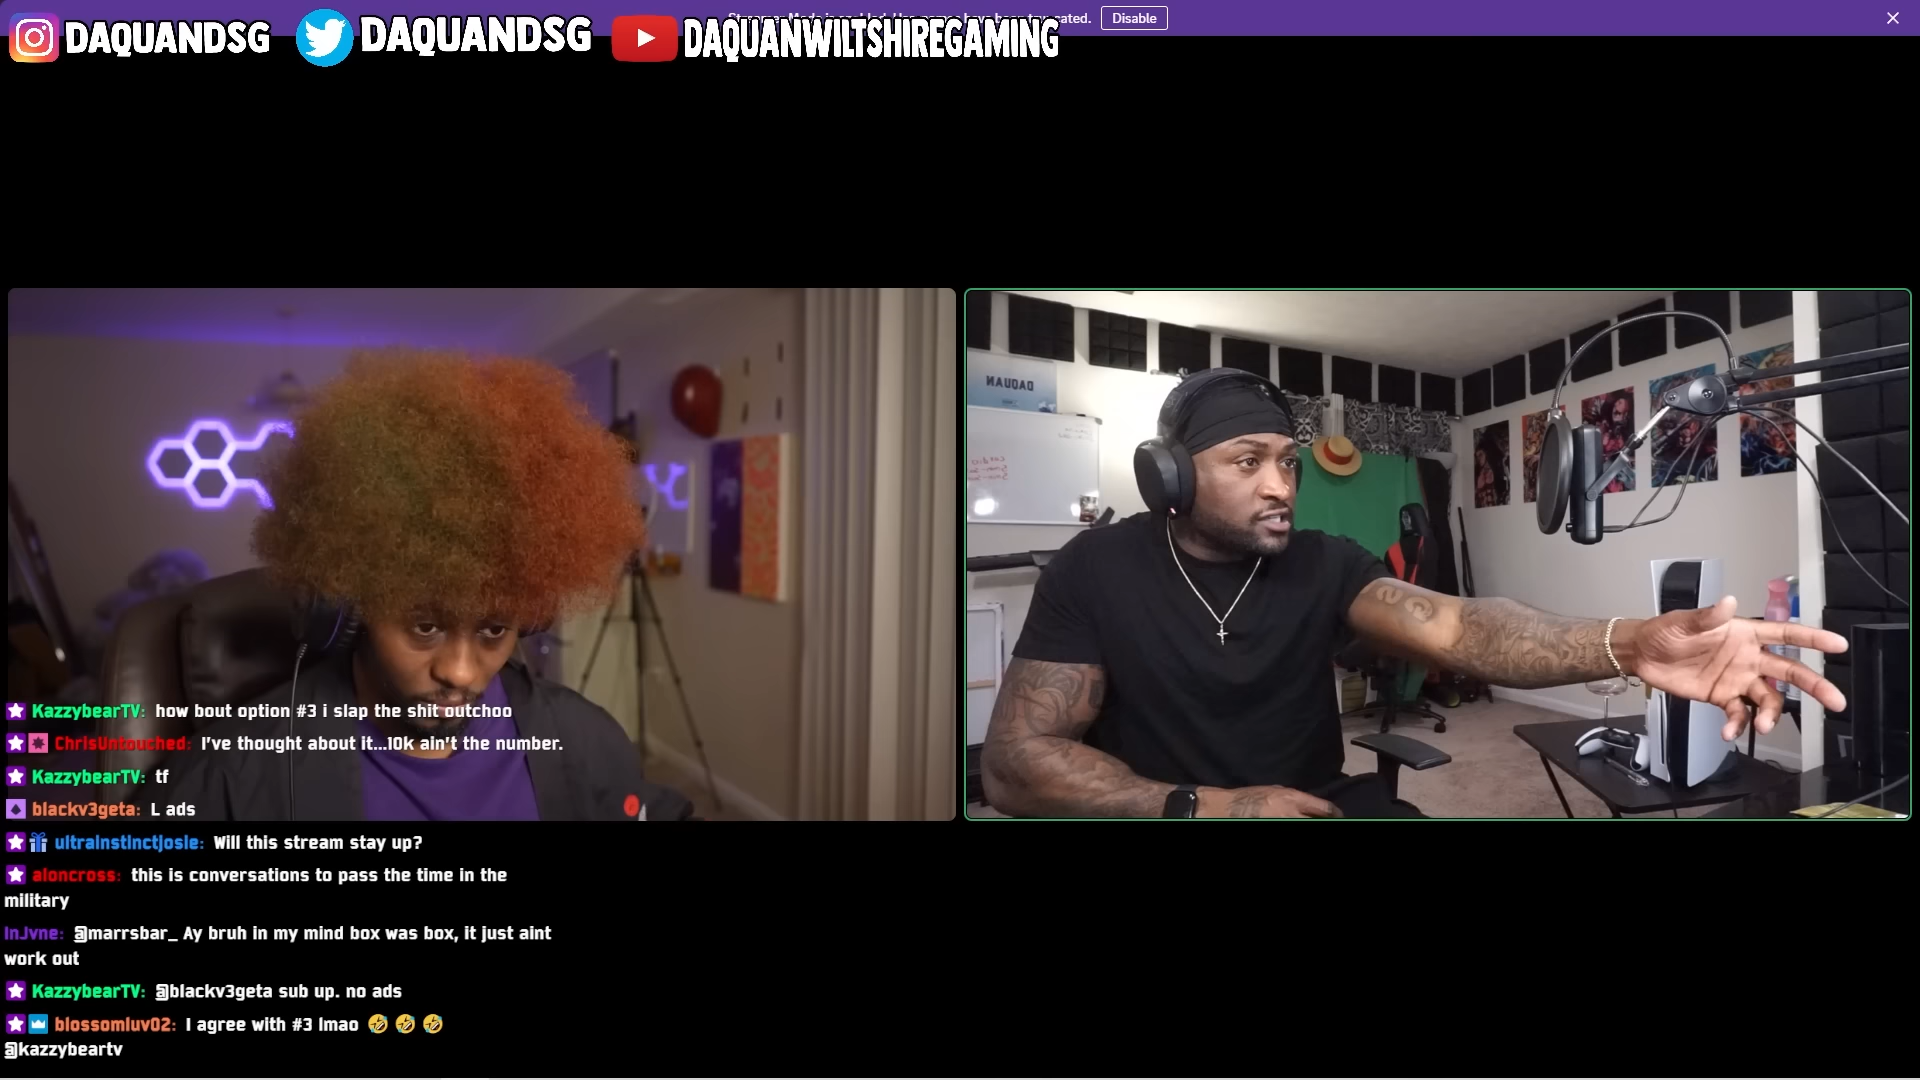 DAQUANDSG DAQUANDSG DAQUANWILTSHIREGAMING
Disable
DAQUAN
KazzybearTV: how bout option #3 i slap the shit outchoo
ChrisUntouched: I've thought about it...10k ain't the number.
KazzybearTV: tf
blackv3geta: L ads
ultrainstinctjosie: Will this stream stay up?
aloncross: this is conversations to pass the time in the
military
InJvne: @marrsbar_ Ay bruh in my mind box was box, it just aint
work out
KazzybearTV: @blackv3geta sub up. no ads
blossomluv02: I agree with #3 lmao 🤣 🤣 🤣
@kazzybeartv